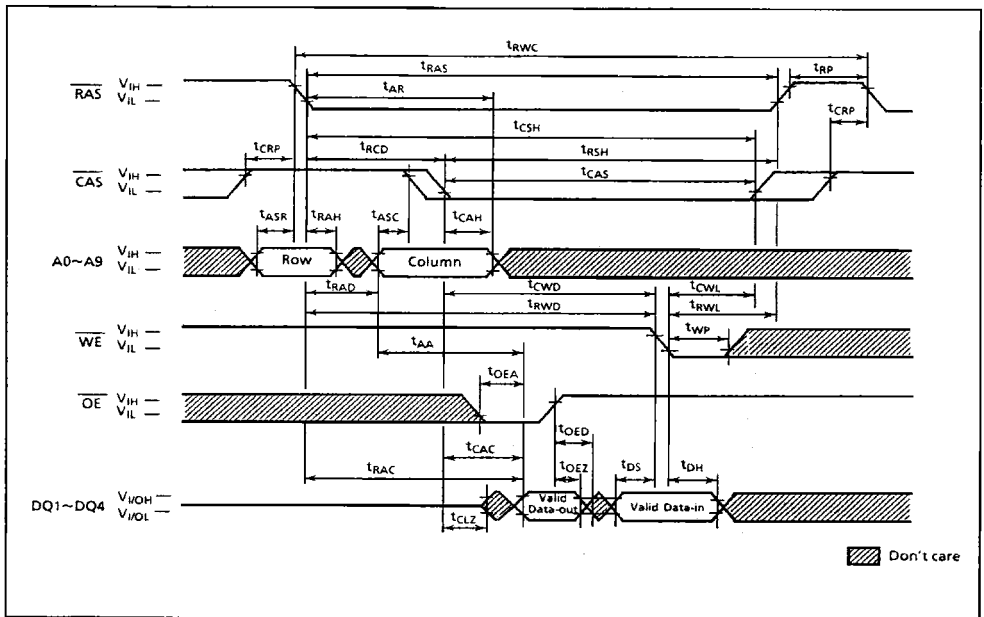 tRWC
tRAS
tRP
RAS
VIH
VIL
tAR
tCRP
tCSH
tCRP
tRCD
tRSH
CAS
VIH
VIL
tCAS
tASR
tRAH
tASC
tCAH
A0~A9
VIH
VIL
Row
Column
tRAD
tCWD
tCWL
tRWD
tRWL
WE
VIH
VIL
tWP
tAA
tOEA
OE
VIH
VIL
tOED
tCAC
tRAC
tOEZ
tDS
tDH
DQ1~DQ4
VI/OH
VI/OL
Valid
Data-out
Valid Data-in
tCLZ
Don't care